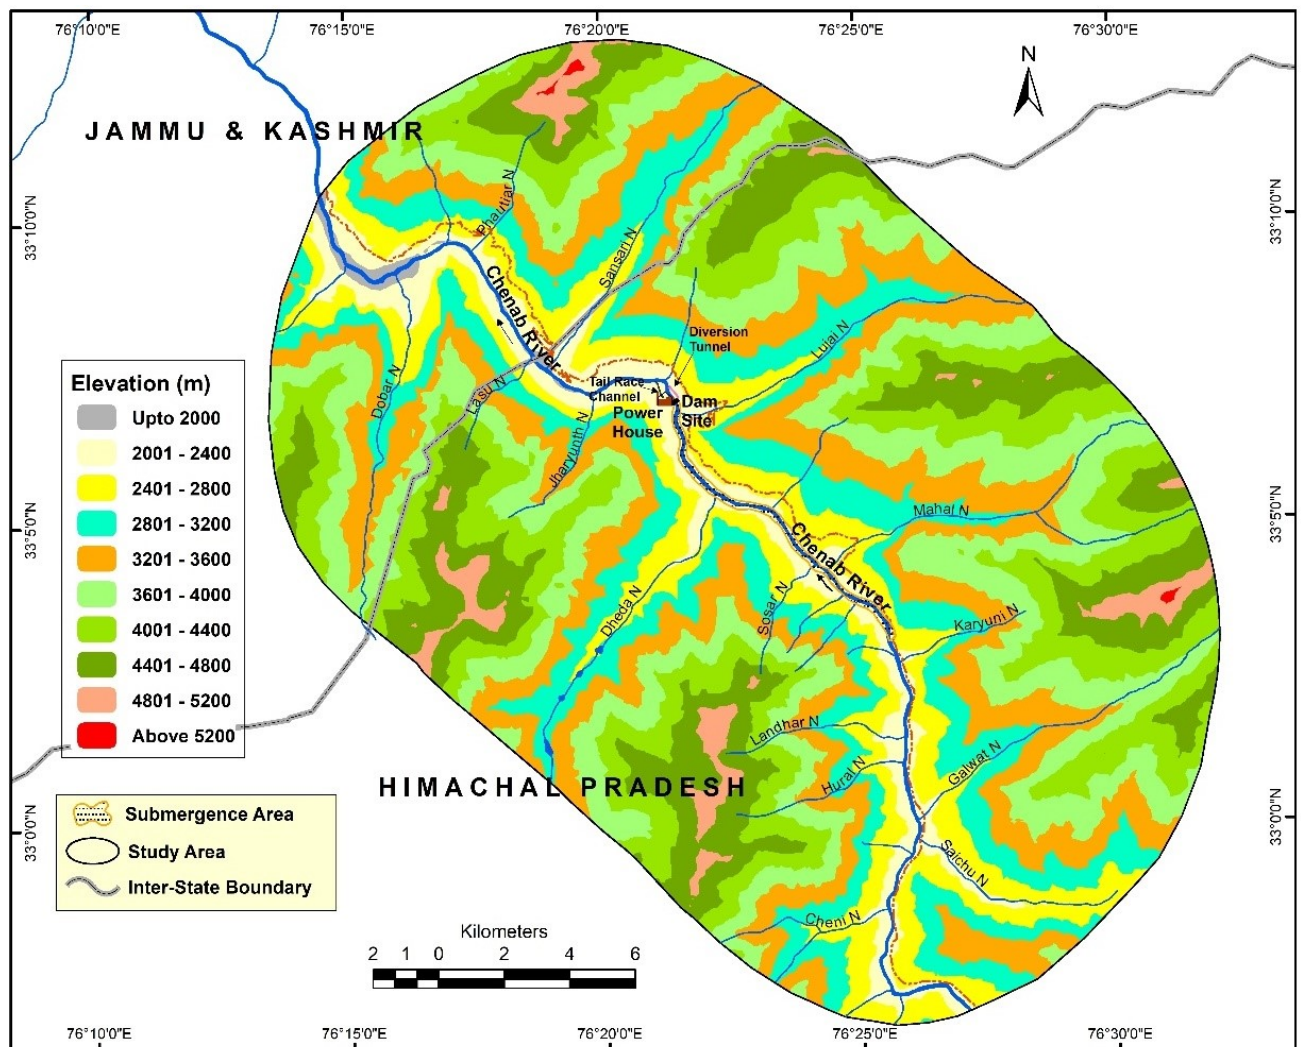 76°10'0"E
76°15'0"E
76°20'0"E
76°25'0"E
76°30'0"E
N
JAMMU & KASHMIR
33°10'0"N
33°10'0"N
Phautiar N
Sansari N
Chenab River
Diversion
Tunnel
Lujai N
Tail Race
Channel
Dam
Site
Power
House
Lasu N
Dobar N
Jharyunth N
Elevation (m)
Upto 2000
2001 - 2400
2401 - 2800
2801 - 3200
3201 - 3600
3601 - 4000
4001 - 4400
4401 - 4800
4801 - 5200
Above 5200
33°5'0"N
33°5'0"N
Mahal N
Chenab River
Dheda N
Sosar N
Karyuni N
Landhar N
Hural N
Galwat N
HIMACHAL PRADESH
33°0'0"N
33°0'0"N
Submergence Area
Study Area
Inter-State Boundary
Saichu N
Cheni N
Kilometers
2 1 0 2 4 6
76°10'0"E
76°15'0"E
76°20'0"E
76°25'0"E
76°30'0"E